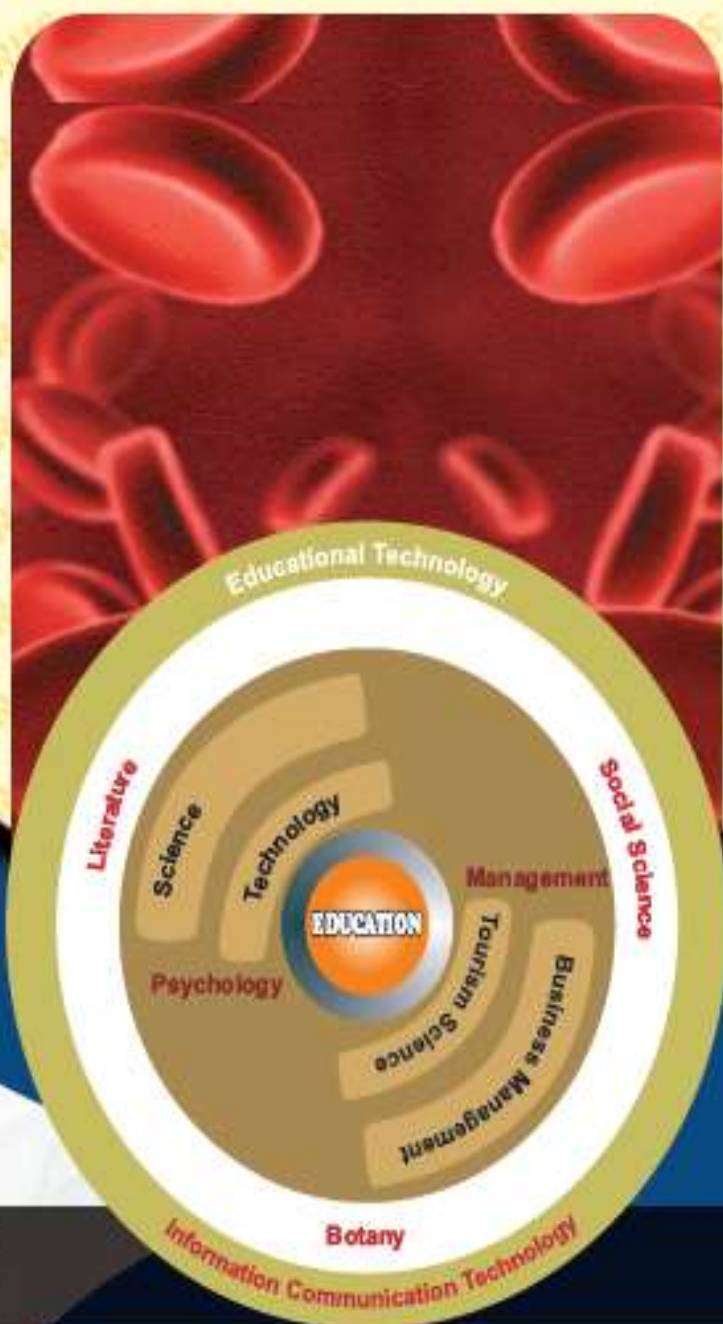 Educational Technology
Literature
Social Science
Science
Technology
Management
EDUCATION
Psychology
Tourism Science
Business Management
Botany
Information Communication Technology